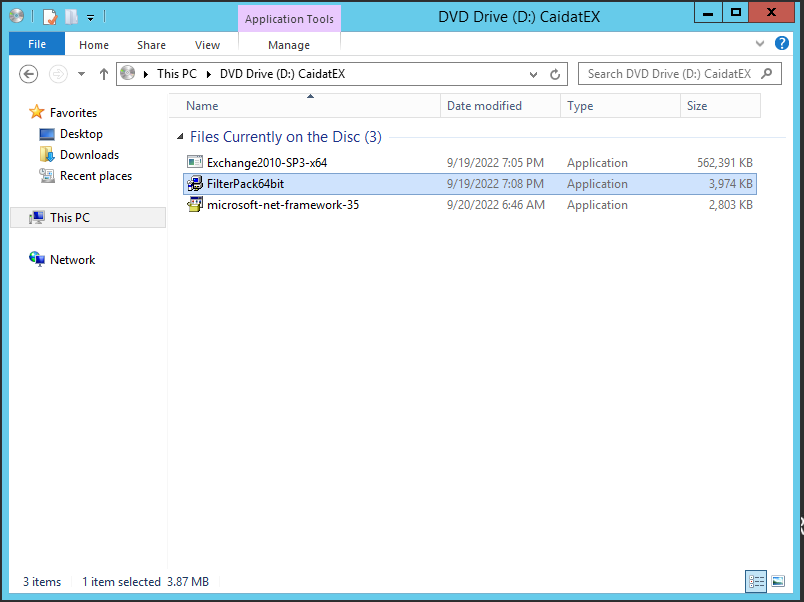 Application Tools
DVD Drive (D:) CaidatEX
File Home Share View Manage
This PC DVD Drive (D:) CaidatEX
Search DVD Drive (D:) CaidatEX
Favorites
Desktop
Downloads
Recent places
This PC
Network
Name Date modified Type Size
Files Currently on the Disc (3)
Exchange2010-SP3-x64 9/19/2022 7:05 PM Application 562,391 KB
FilterPack64bit 9/19/2022 7:08 PM Application 3,974 KB
microsoft-net-framework-35 9/20/2022 6:46 AM Application 2,803 KB
3 items 1 item selected 3.87 MB